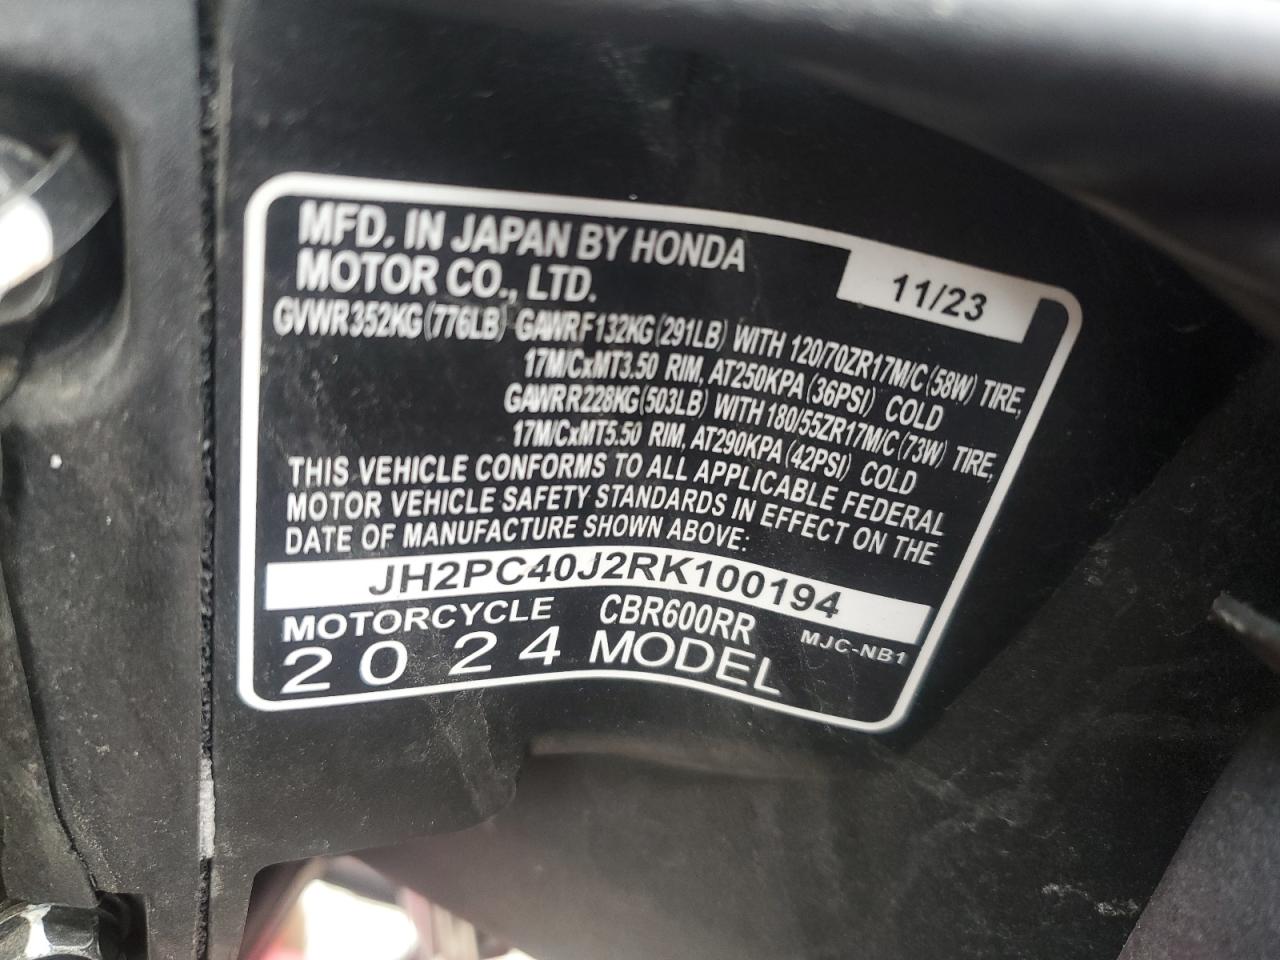 MFD. IN JAPAN BY HONDA
MOTOR CO., LTD.
11/23
GVWR352KG(776LB) GAWRF132KG(291LB) WITH 120/70ZR17M/C(58W) TIRE,
17M/CxMT3.50 RIM, AT250KPA(36PSI) COLD
GAWRR228KG(503LB) WITH 180/55ZR17M/C(73W) TIRE,
17M/CxMT5.50 RIM, AT290KPA(42PSI) COLD
THIS VEHICLE CONFORMS TO ALL APPLICABLE FEDERAL
MOTOR VEHICLE SAFETY STANDARDS IN EFFECT ON THE
DATE OF MANUFACTURE SHOWN ABOVE:
JH2PC40J2RK100194
MOTORCYCLE CBR600RR MJC-NB1
2024 MODEL